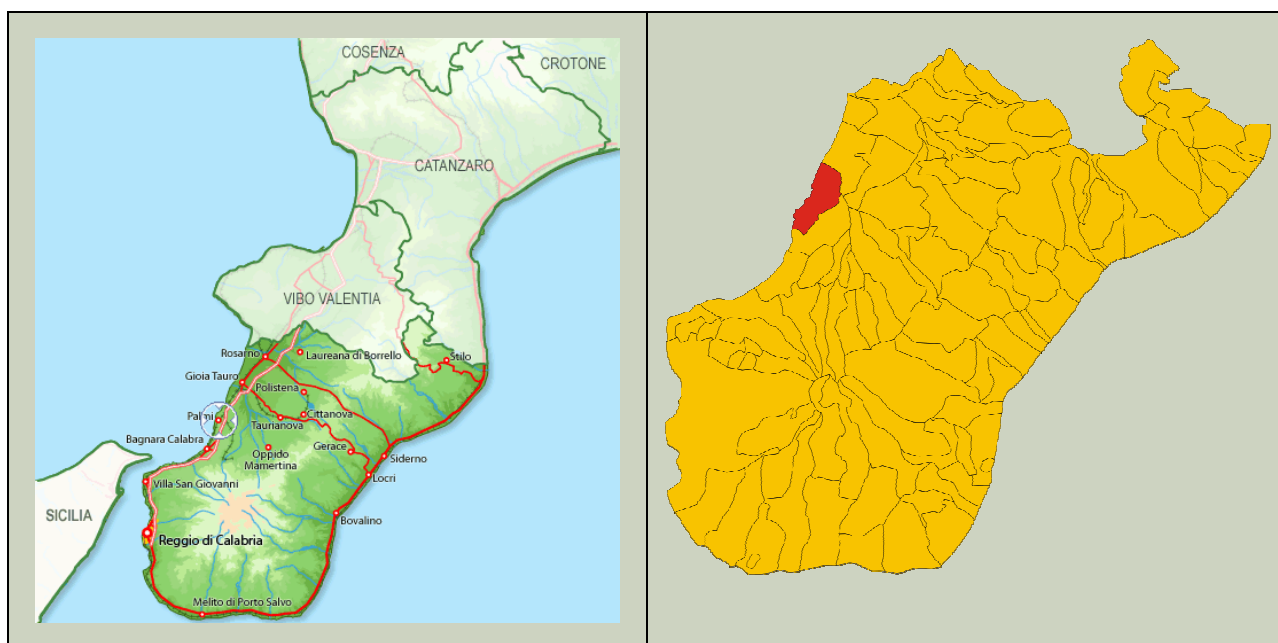 COSENZA
CROTONE
CATANZARO
VIBO VALENTIA
Rosarno
Laureana di Borrello
Stilo
Gioia Tauro
Polistena
Palmi
Cittanova
Taurianova
Bagnara Calabra
Oppido
Mamertina
Gerace
Siderno
Locri
Villa San Giovanni
SICILIA
Bovalino
Reggio di Calabria
Melito di Porto Salvo